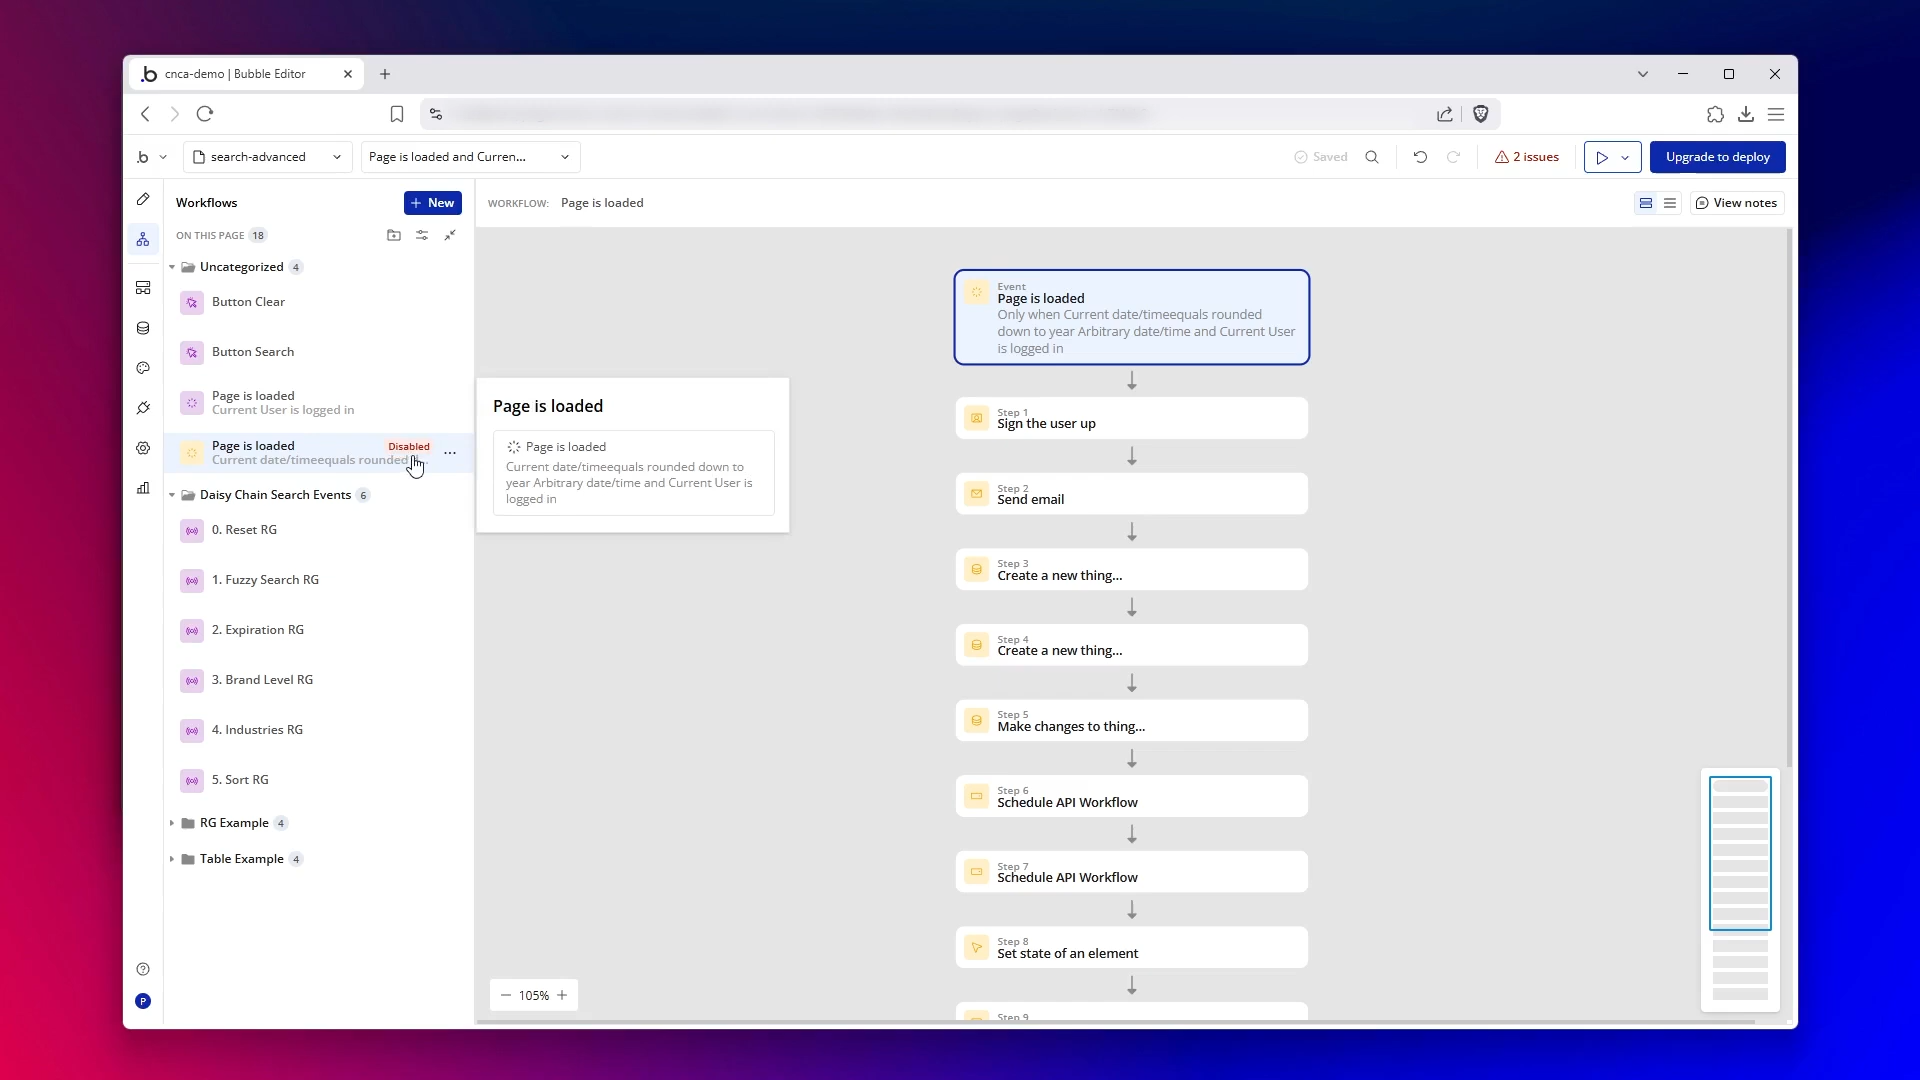 cnca-demo | Bubble Editor
search-advanced
Page is loaded and Curren...
Saved
2 issues
Upgrade to deploy
Workflows
New
WORKFLOW: Page is loaded
View notes
ON THIS PAGE 18
Uncategorized 4
Button Clear
Button Search
Page is loaded
Current User is logged in
Page is loaded
Disabled
Current date/timeequals rounded
Daisy Chain Search Events 6
0. Reset RG
1. Fuzzy Search RG
2. Expiration RG
3. Brand Level RG
4. Industries RG
5. Sort RG
RG Example 4
Table Example 4
P
Page is loaded
Page is loaded
Current date/timeequals rounded down to
year Arbitrary date/time and Current User is
logged in
Event
Page is loaded
Only when Current date/timeequals rounded
down to year Arbitrary date/time and Current User
is logged in
Step 1
Sign the user up
Step 2
Send email
Step 3
Create a new thing...
Step 4
Create a new thing...
Step 5
Make changes to thing...
Step 6
Schedule API Workflow
Step 7
Schedule API Workflow
Step 8
Set state of an element
Step 9
105%